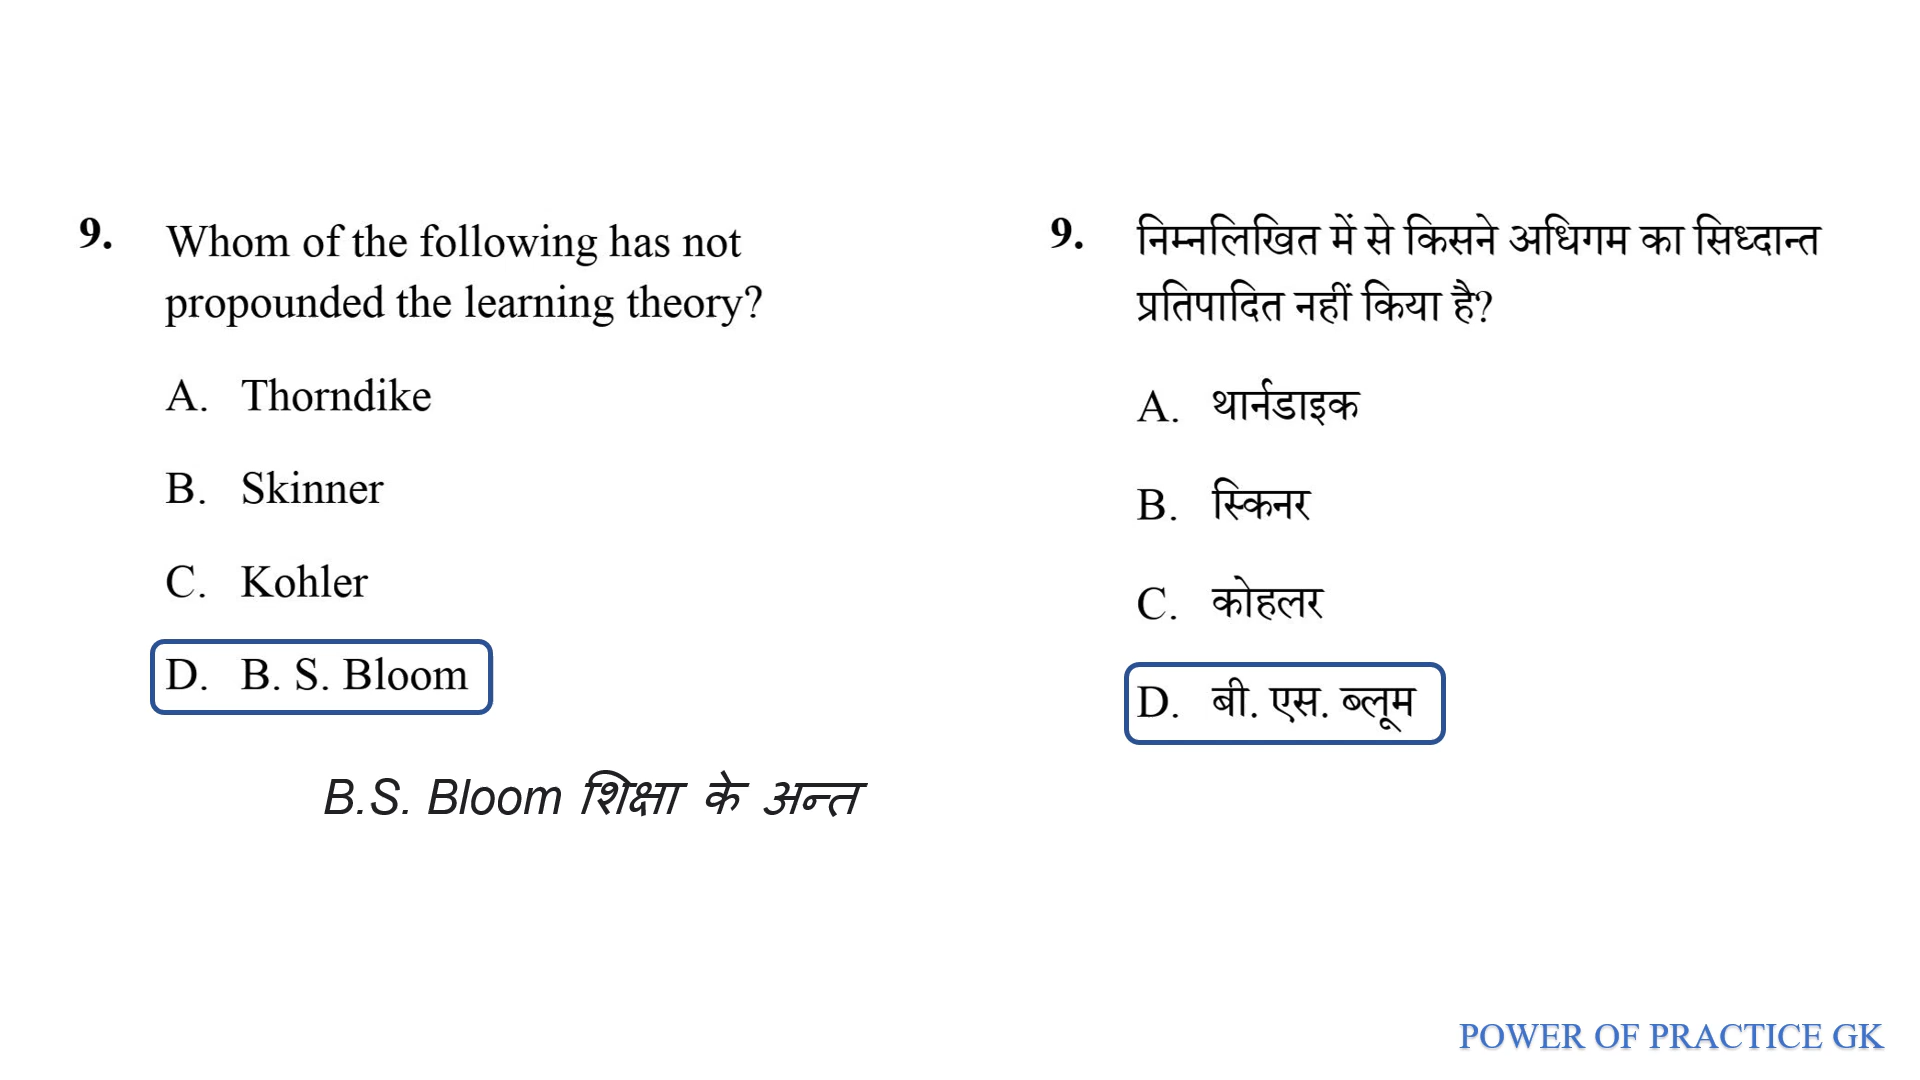 9. Whom of the following has not
propounded the learning theory?
A. Thorndike
B. Skinner
C. Kohler
D. B. S. Bloom
B.S. Bloom शिक्षा के अन्त
9. निम्नलिखित में से किसने अधिगम का सिध्दान्त
प्रतिपादित नहीं किया है?
A. थार्नडाइक
B. स्किनर
C. कोहलर
D. बी. एस. ब्लूम
POWER OF PRACTICE GK